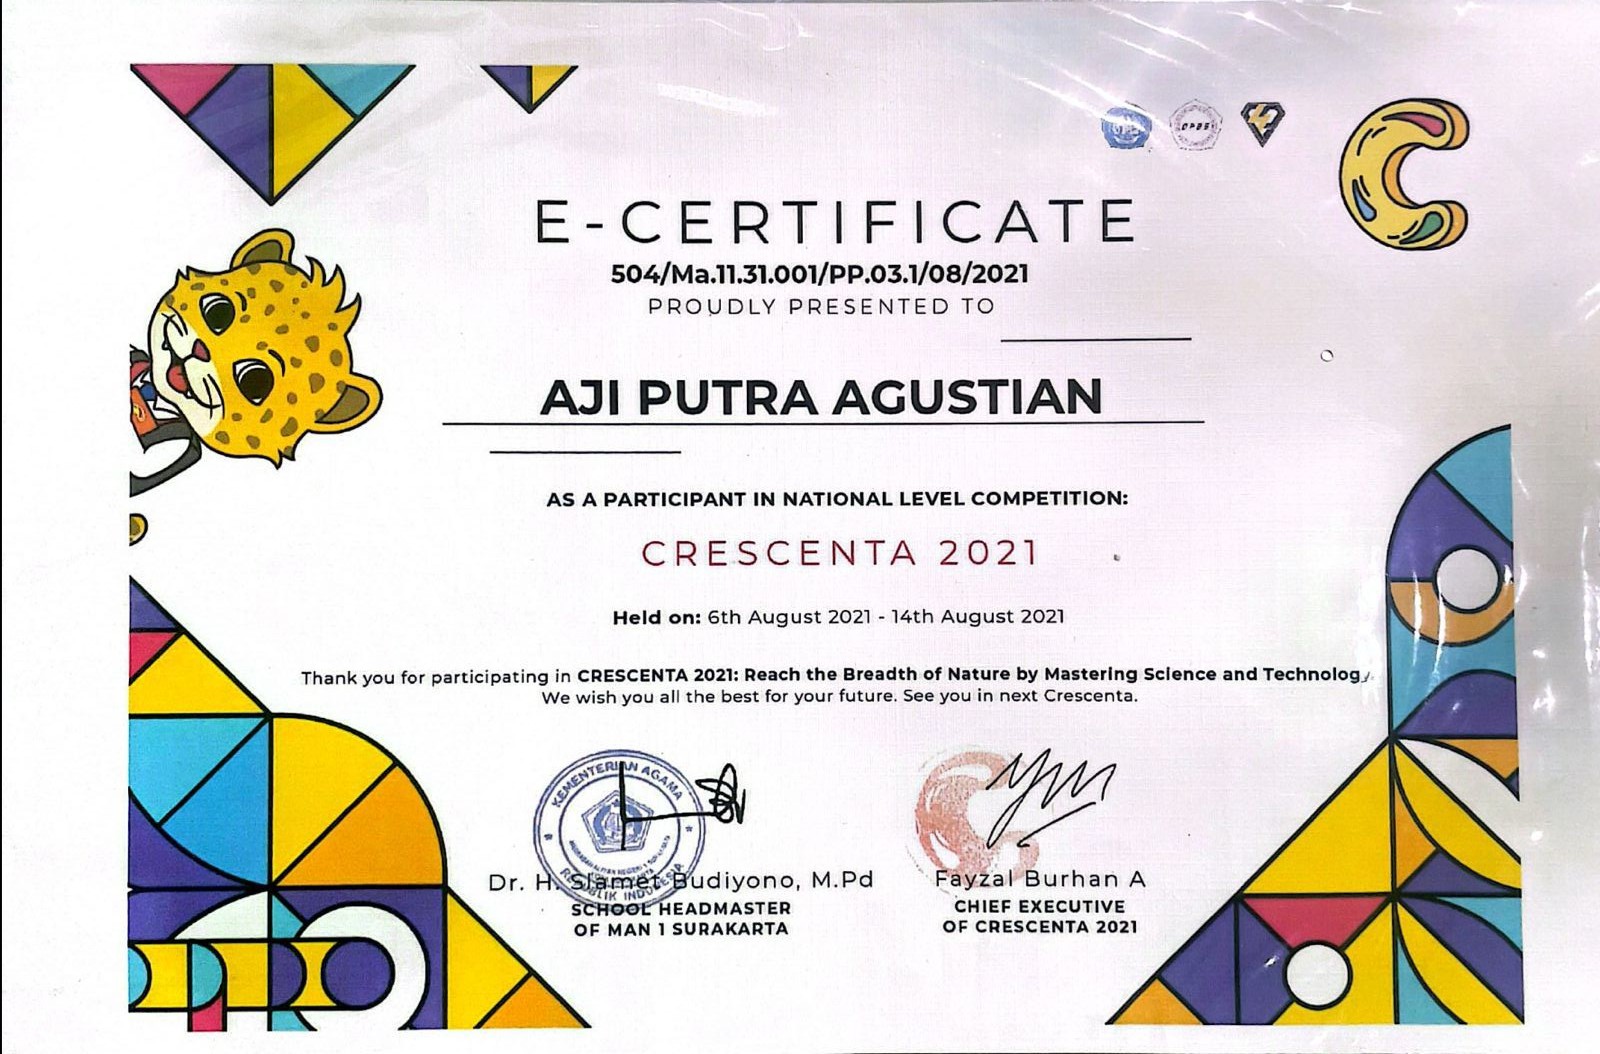 OPBS
E-CERTIFICATE
504/Ma.11.31.001/PP.03.1/08/2021
PROUDLY PRESENTED TO
AJI PUTRA AGUSTIAN
AS A PARTICIPANT IN NATIONAL LEVEL COMPETITION:
CRESCENTA 2021
Held on: 6th August 2021 - 14th August 2021
Thank you for participating in CRESCENTA 2021: Reach the Breadth of Nature by Mastering Science and Technolog
We wish you all the best for your future. See you in next Crescenta.
KEMENTERIAN AGAMA
REPUBLIK INDONESIA
Dr. H. Slamet Budiyono, M.Pd
SCHOOL HEADMASTER
OF MAN 1 SURAKARTA
Fayzal Burhan A
CHIEF EXECUTIVE
OF CRESCENTA 2021